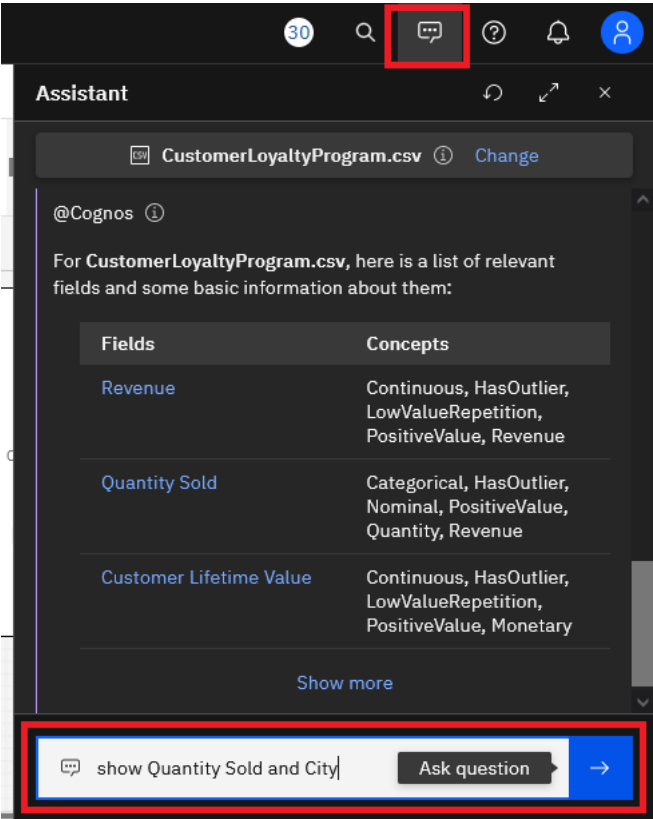 30
Assistant
CSV CustomerLoyaltyProgram.csv Change
@Cognos
For CustomerLoyaltyProgram.csv, here is a list of relevant
fields and some basic information about them:
Fields Concepts
Revenue Continuous, HasOutlier,
LowValueRepetition,
PositiveValue, Revenue
Quantity Sold Categorical, HasOutlier,
Nominal, PositiveValue,
Quantity, Revenue
Customer Lifetime Value Continuous, HasOutlier,
LowValueRepetition,
PositiveValue, Monetary
Show more
show Quantity Sold and City Ask question